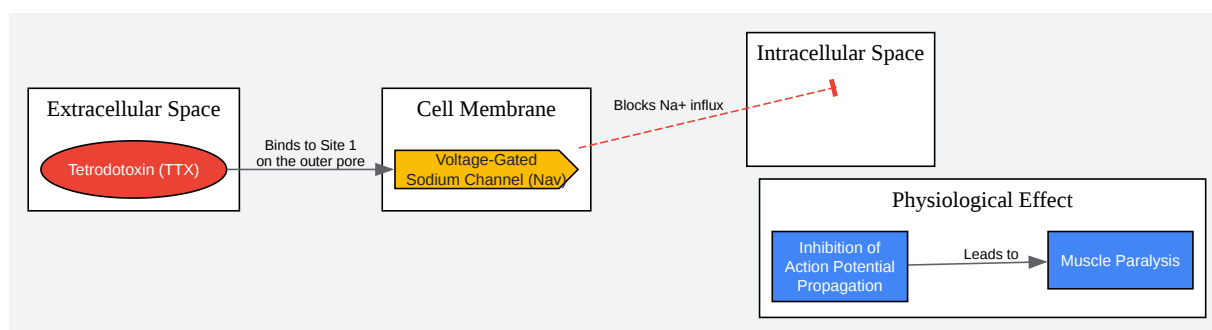 Extracellular Space
Tetrodotoxin (TTX)
Binds to Site 1
on the outer pore
Cell Membrane
Voltage-Gated
Sodium Channel (Nav)
Blocks Na+ influx
Intracellular Space
Physiological Effect
Inhibition of
Action Potential
Propagation
Leads to
Muscle Paralysis